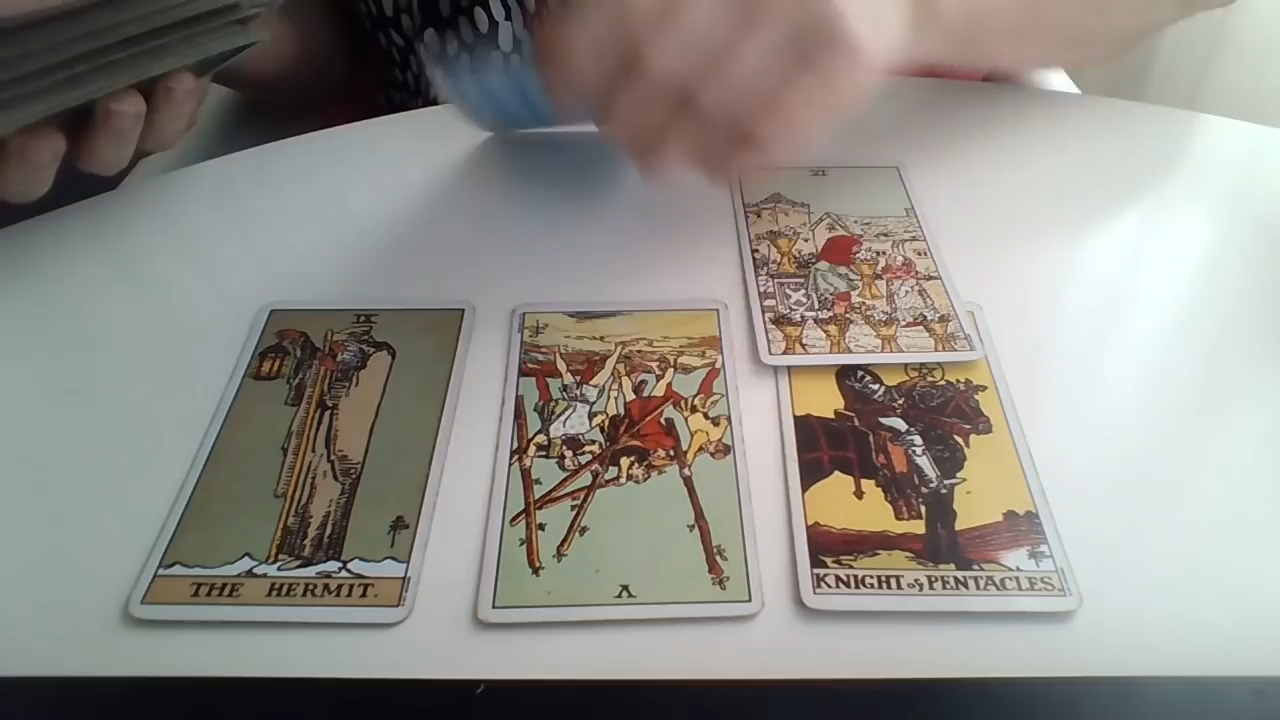 VI
IX
THE HERMIT.
V
KNIGHT of PENTACLES.